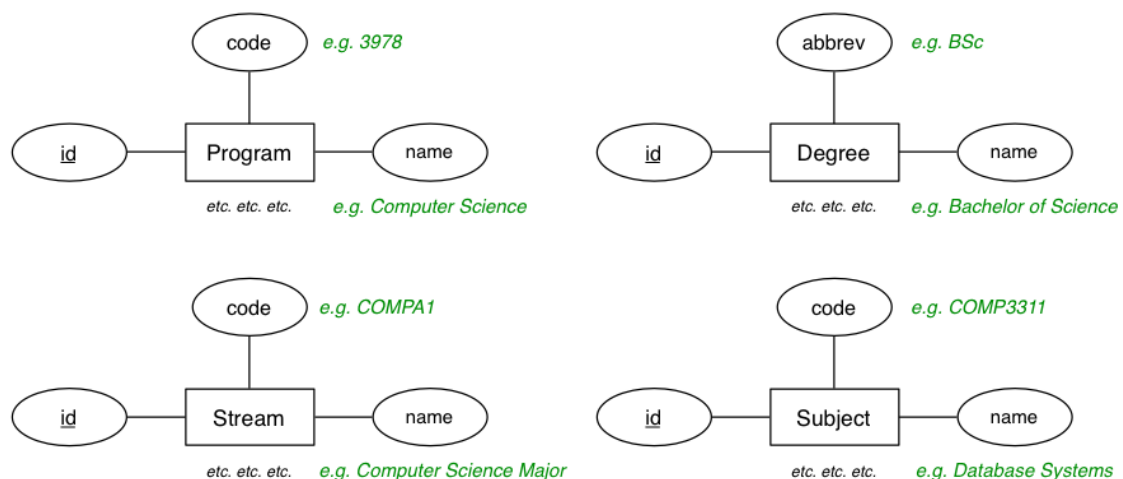 code
e.g. 3978
id
Program
name
etc. etc. etc.
e.g. Computer Science
abbrev
e.g. BSc
id
Degree
name
etc. etc. etc.
e.g. Bachelor of Science
code
e.g. COMPA1
id
Stream
name
etc. etc. etc.
e.g. Computer Science Major
code
e.g. COMP3311
id
Subject
name
etc. etc. etc.
e.g. Database Systems